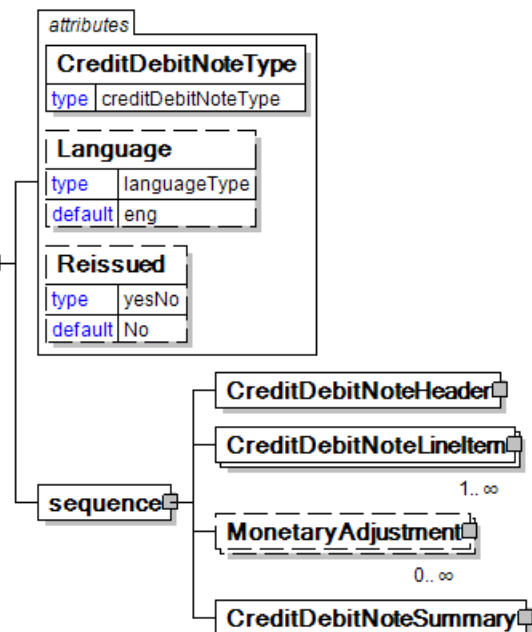 attributes
CreditDebitNoteType
type creditDebitNoteType
Language
type languageType
default eng
Reissued
type yesNo
default No
CreditDebitNoteHeader
CreditDebitNoteLineItem
1.. ∞
sequence
MonetaryAdjustment
0.. ∞
CreditDebitNoteSummary